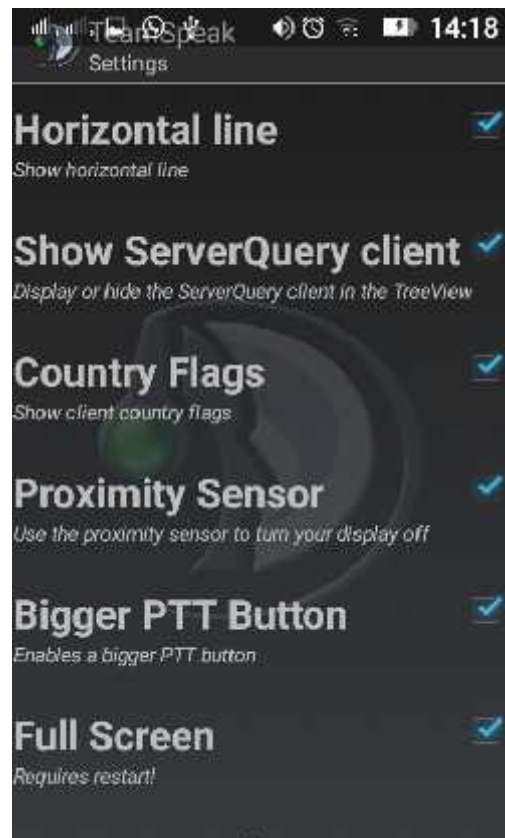 TeamSpeak 14:18
Settings
Horizontal line
Show horizontal line
Show ServerQuery client
Display or hide the ServerQuery client in the TreeView
Country Flags
Show client country flags
Proximity Sensor
Use the proximity sensor to turn your display off
Bigger PTT Button
Enables a bigger PTT button
Full Screen
Requires restart!